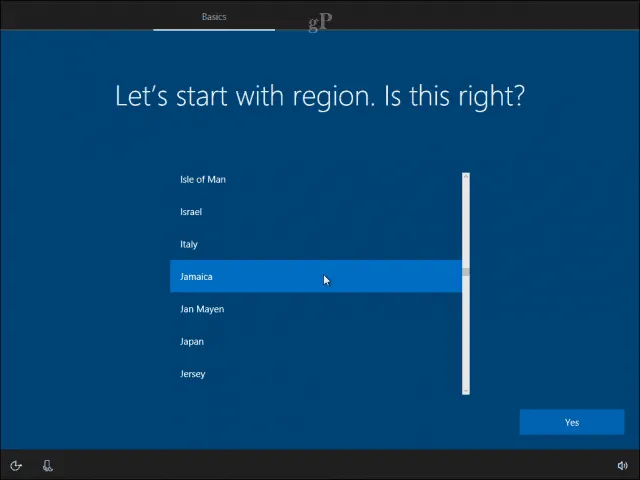 Basics
gP
Let's start with region. Is this right?
Isle of Man
Israel
Italy
Jamaica
Jan Mayen
Japan
Jersey
Yes